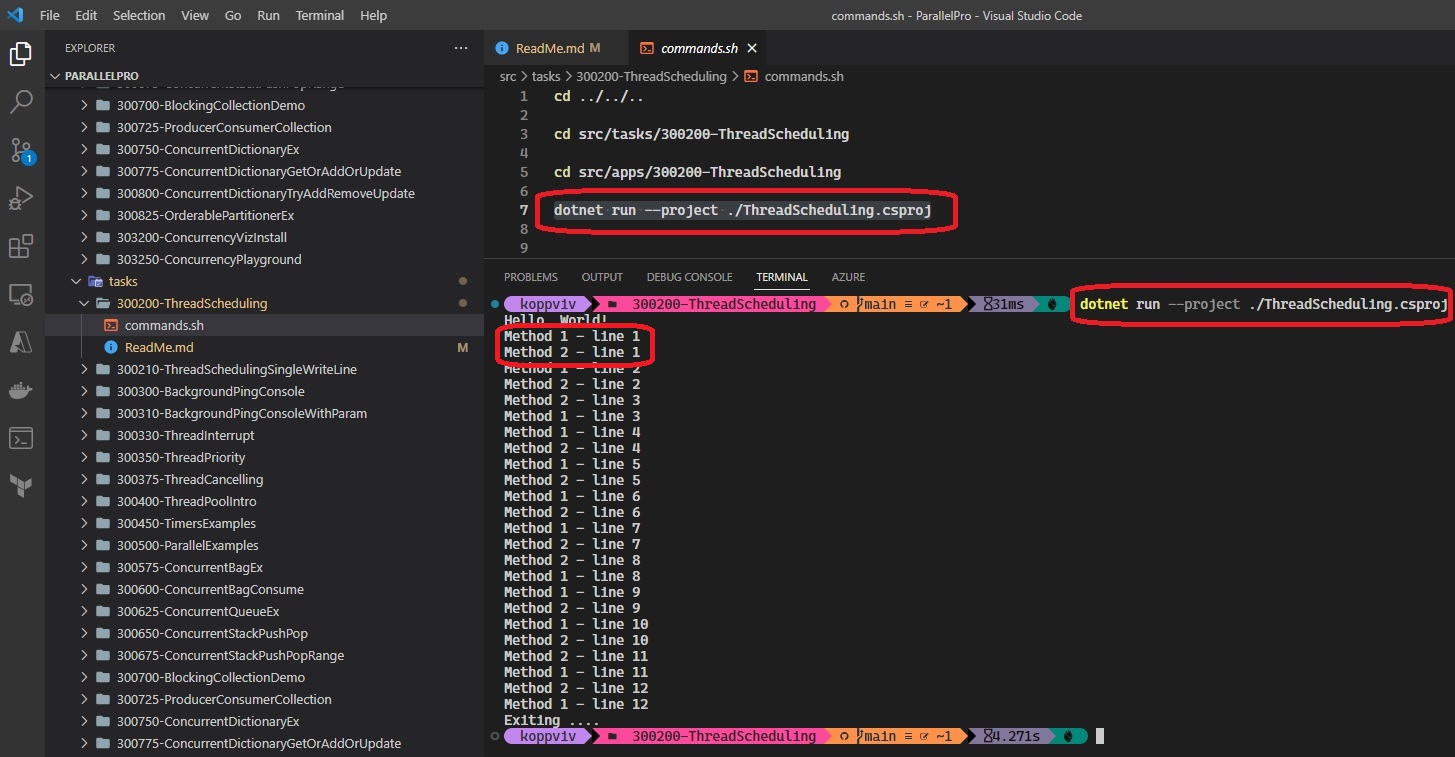 File Edit Selection View Go Run Terminal Help commands.sh - ParallelPro - Visual Studio Code
EXPLORER
PARALLELPRO
300700-BlockingCollectionDemo
300725-ProducerConsumerCollection
300750-ConcurrentDictionaryEx
300775-ConcurrentDictionaryGetOrAddOrUpdate
300800-ConcurrentDictionaryTryAddRemoveUpdate
300825-OrderablePartitionerEx
303200-ConcurrencyVizInstall
303250-ConcurrencyPlayground
tasks
300200-ThreadScheduling
commands.sh
ReadMe.md M
300210-ThreadSchedulingSingleWriteLine
300300-BackgroundPingConsole
300310-BackgroundPingConsoleWithParam
300330-ThreadInterrupt
300350-ThreadPriority
300375-ThreadCancelling
300400-ThreadPoolIntro
300450-TimersExamples
300500-ParallelExamples
300575-ConcurrentBagEx
300600-ConcurrentBagConsume
300625-ConcurrentQueueEx
300650-ConcurrentStackPushPop
300675-ConcurrentStackPushPopRange
300700-BlockingCollectionDemo
300725-ProducerConsumerCollection
300750-ConcurrentDictionaryEx
300775-ConcurrentDictionaryGetOrAddOrUpdate
1
ReadMe.md M commands.sh
src > tasks > 300200-ThreadScheduling > commands.sh
1 cd ../../..
2
3 cd src/tasks/300200-ThreadScheduling
4
5 cd src/apps/300200-ThreadScheduling
6
7 dotnet run --project ./ThreadScheduling.csproj
8
9
PROBLEMS OUTPUT DEBUG CONSOLE TERMINAL AZURE
koppviv 300200-ThreadScheduling main ≡ ~1 31ms dotnet run --project ./ThreadScheduling.csproj
Hello, World!
Method 1 - line 1
Method 2 - line 1
Method 1 - line 2
Method 2 - line 2
Method 2 - line 3
Method 1 - line 3
Method 1 - line 4
Method 2 - line 4
Method 1 - line 5
Method 2 - line 5
Method 1 - line 6
Method 2 - line 6
Method 1 - line 7
Method 2 - line 7
Method 2 - line 8
Method 1 - line 8
Method 1 - line 9
Method 2 - line 9
Method 1 - line 10
Method 2 - line 10
Method 2 - line 11
Method 1 - line 11
Method 2 - line 12
Method 1 - line 12
Exiting ....
koppviv 300200-ThreadScheduling main ≡ ~1 4.271s